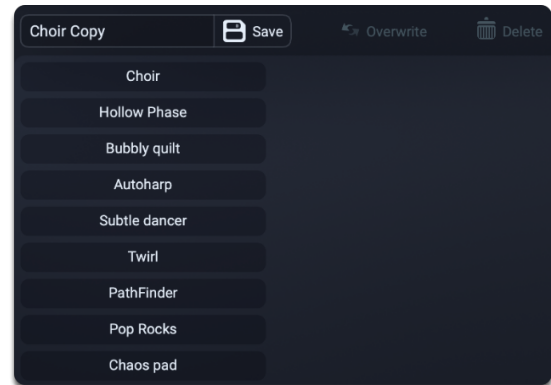 Choir Copy Save Overwrite Delete
Choir
Hollow Phase
Bubbly quilt
Autoharp
Subtle dancer
Twirl
PathFinder
Pop Rocks
Chaos pad